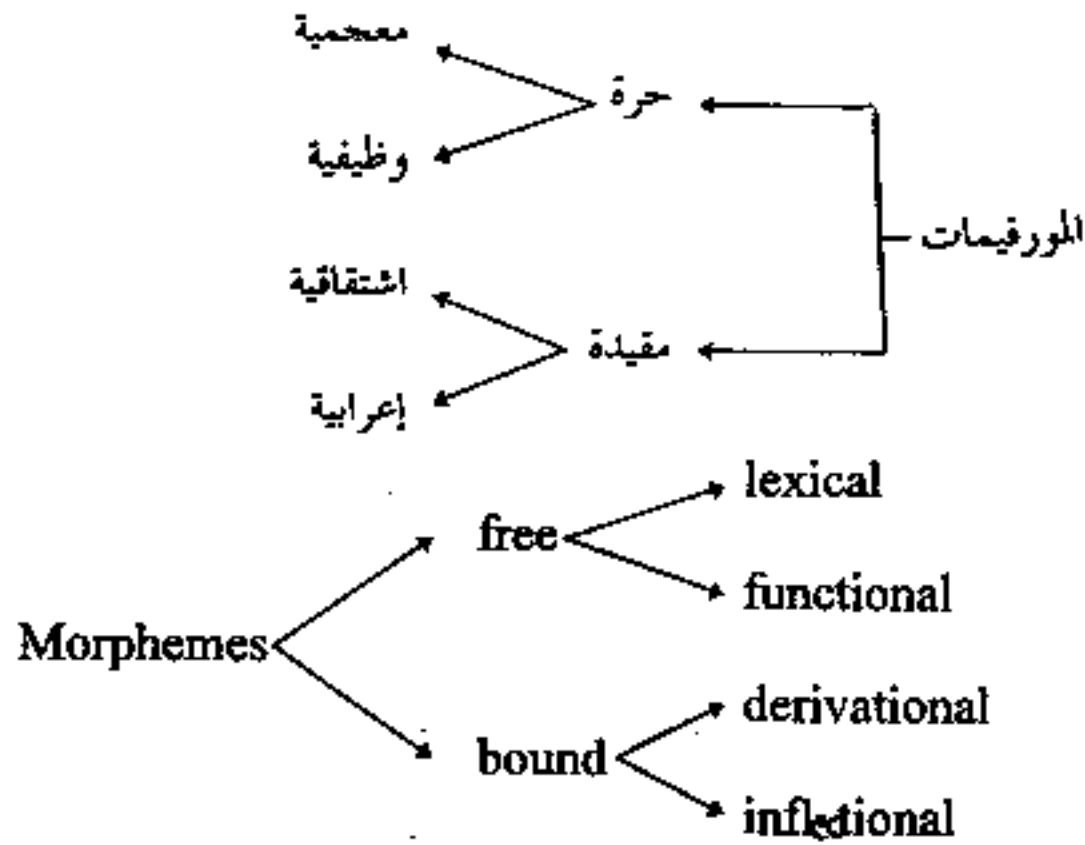 معجمية
حرة
وظيفية
المورفيمات
اشتقاقية
مقيدة
إعرابية
lexical
free
functional
Morphemes
derivational
bound
inflectional